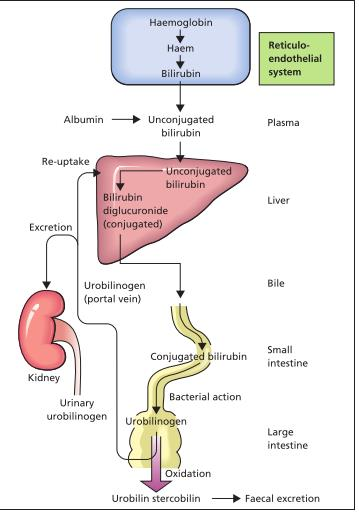 Haemoglobin
Haem
Bilirubin
Reticulo-
endothelial
system
Albumin
Unconjugated
bilirubin
Plasma
Re-uptake
Unconjugated
bilirubin
Bilirubin
diglucuronide
(conjugated)
Liver
Excretion
Urobilinogen
(portal vein)
Bile
Conjugated bilirubin
Small
intestine
Kidney
Bacterial action
Urinary
urobilinogen
Urobilinogen
Large
intestine
Oxidation
Urobilin stercobilin
Faecal excretion